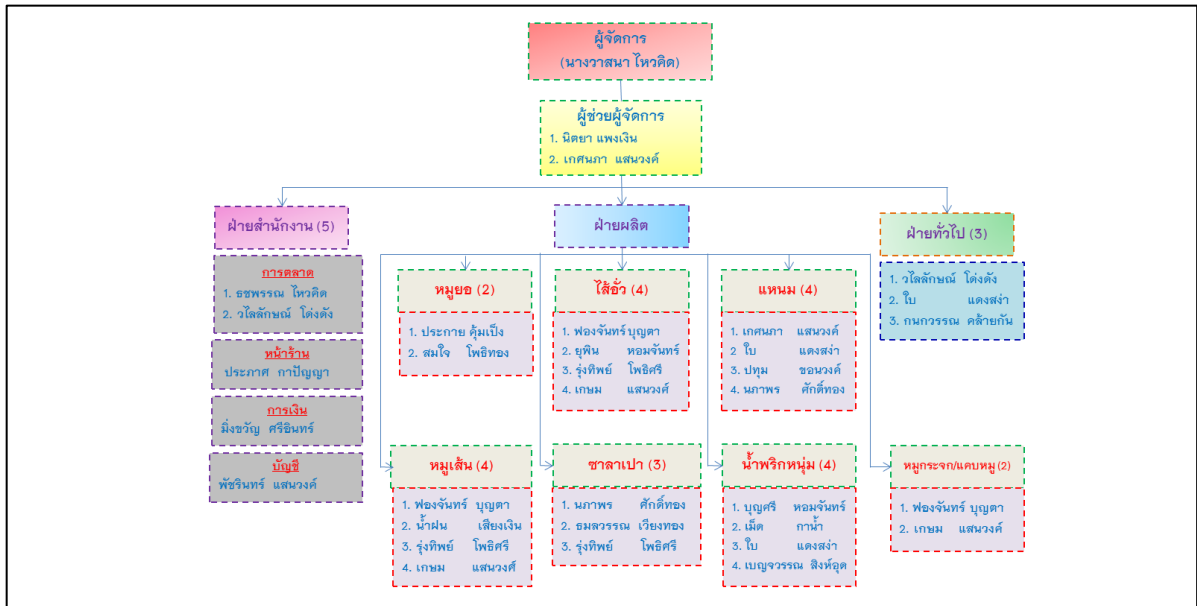 ผู้จัดการ
(นางวาสนา ไหวคิด)
ผู้ช่วยผู้จัดการ
1. นิตยา แพงเงิน
2. เกศนภา แสนวงค์
ฝ่ายสำนักงาน (5)
การตลาด
1. ธชพรรณ ไหวคิด
2. วไลลักษณ์ โด่งดัง
หน้าร้าน
ประภาศ กาปัญญา
การเงิน
มิ่งขวัญ ศรีอินทร์
บัญชี
พัชรินทร์ แสนวงค์
ฝ่ายผลิต
หมูยอ (2)
1. ประกาย คุ้มเป็ง
2. สมใจ โพธิทอง
ไส้อั่ว (4)
1. ฟองจันทร์ บุญตา
2. ยุพิน หอมจันทร์
3. รุ่งทิพย์ โพธิศรี
4. เกษม แสนวงศ์
แหนม (4)
1. เกศนภา แสนวงค์
2 ใบ แดงสง่า
3. ปทุม ขอนวงค์
4. นภาพร ศักดิ์ทอง
หมูเส้น (4)
1. ฟองจันทร์ บุญตา
2. น้ำฝน เสียงเงิน
3. รุ่งทิพย์ โพธิศรี
4. เกษม แสนวงศ์
ซาลาเปา (3)
1. นภาพร ศักดิ์ทอง
2. ธมลวรรณ เวียงทอง
3. รุ่งทิพย์ โพธิศรี
น้ำพริกหนุ่ม (4)
1. บุญศรี หอมจันทร์
2. เม็ด กาน้ำ
3. ใบ แดงสง่า
4. เบญจวรรณ สิงห์อุด
หมูกระจก/แคบหมู (2)
1. ฟองจันทร์ บุญตา
2. เกษม แสนวงค์
ฝ่ายทั่วไป (3)
1. วไลลักษณ์ โด่งดัง
2. ใบ แดงสง่า
3. กนกวรรณ คล้ายกัน